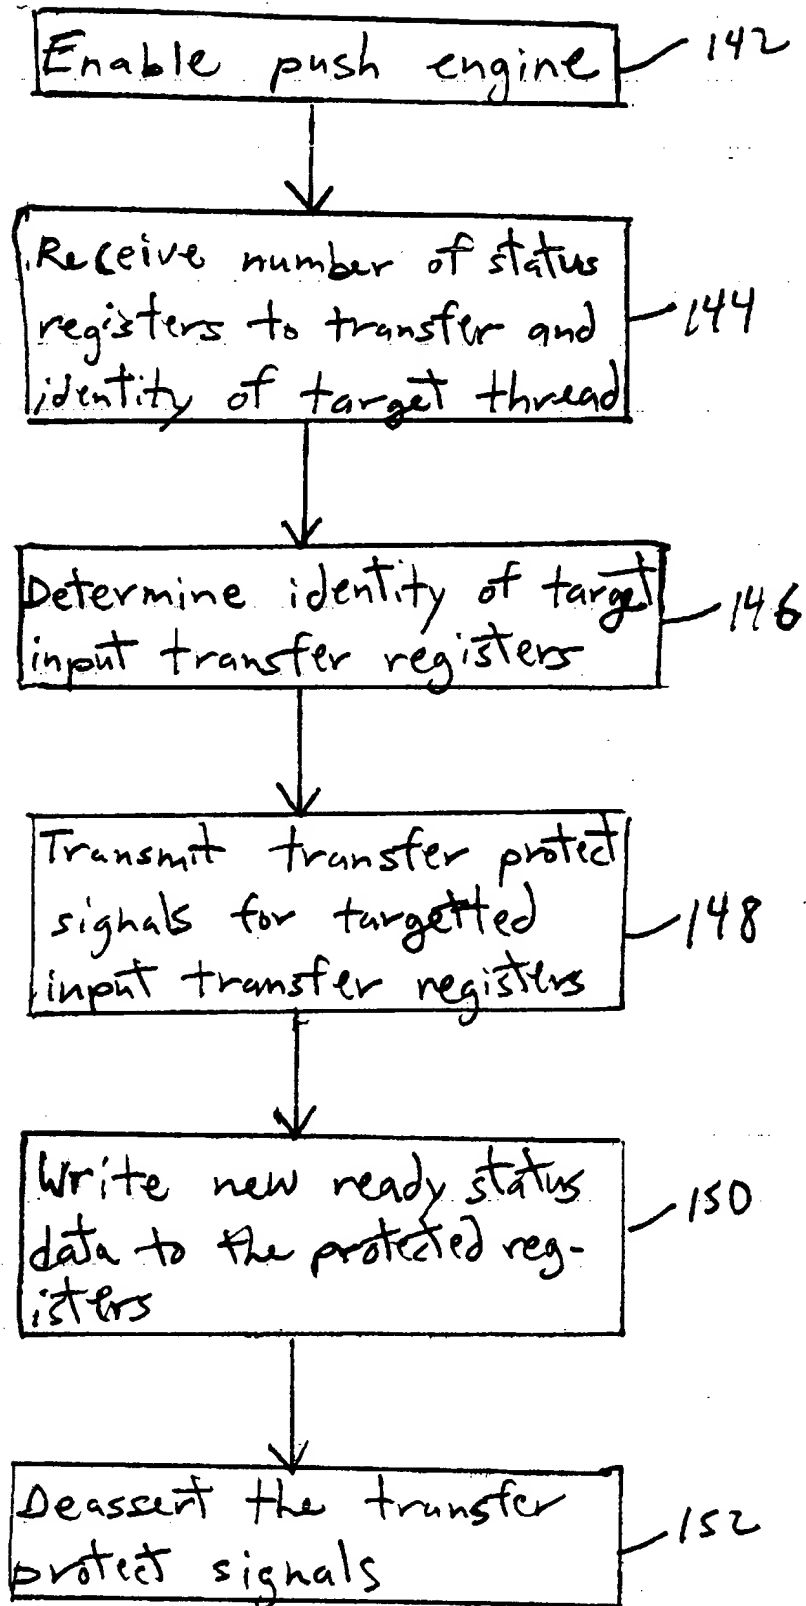 Enable push engine
142
Receive number of status
registers to transfer and
identity of target thread
144
Determine identity of target
input transfer registers
146
Transmit transfer protect
signals for targetted
input transfer registers
148
Write new ready status
data to the protected reg-
isters
150
Deassert the transfer
protect signals
152